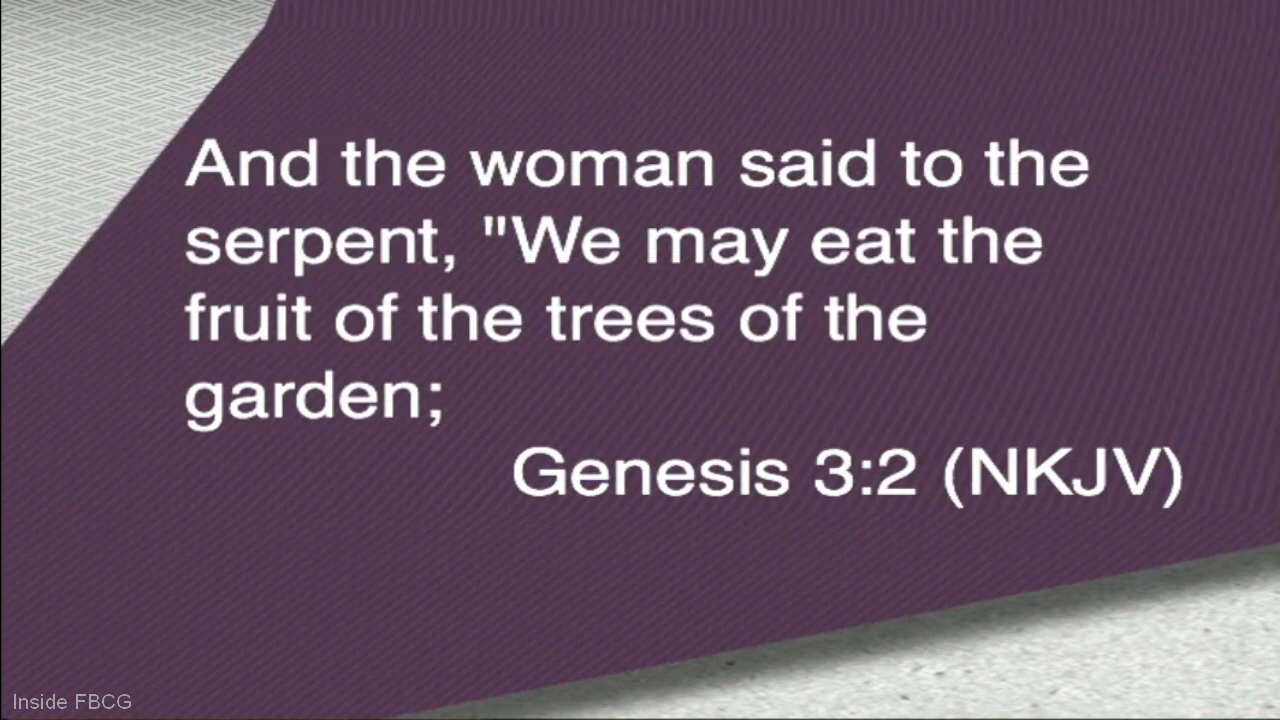 And the woman said to the
serpent, "We may eat the
fruit of the trees of the
garden;
Genesis 3:2 (NKJV)
Inside FBCG